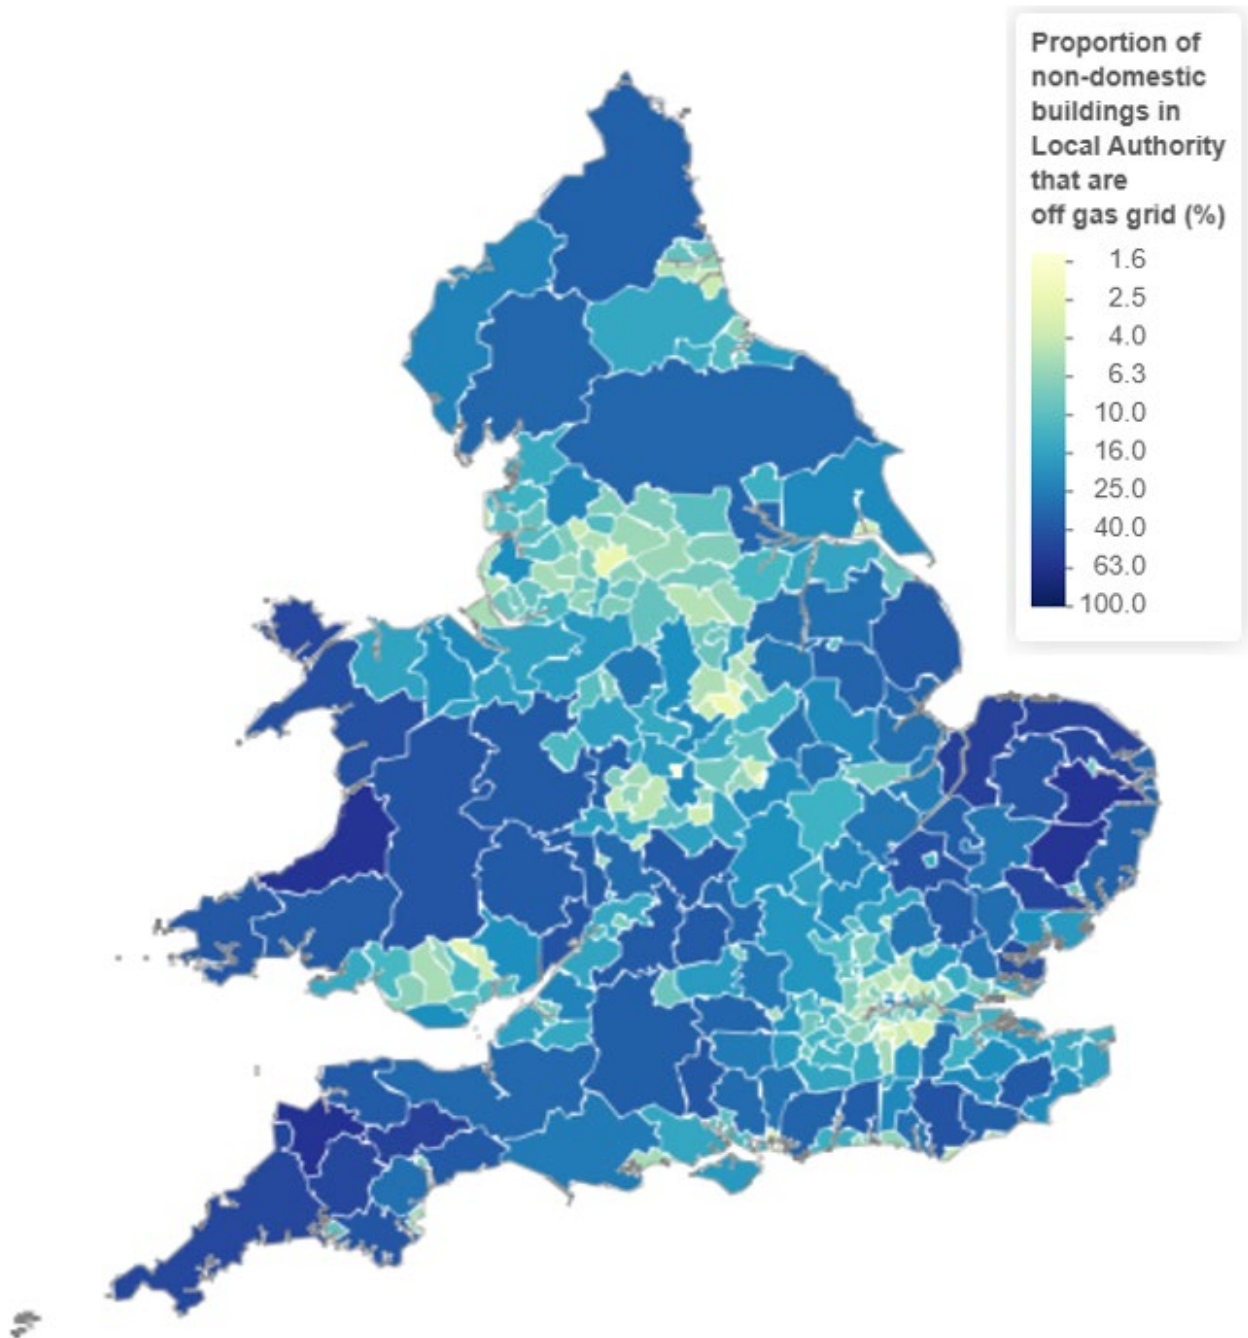 Proportion of
non-domestic
buildings in
Local Authority
that are
off gas grid (%)
1.6
2.5
4.0
6.3
10.0
16.0
25.0
40.0
63.0
100.0